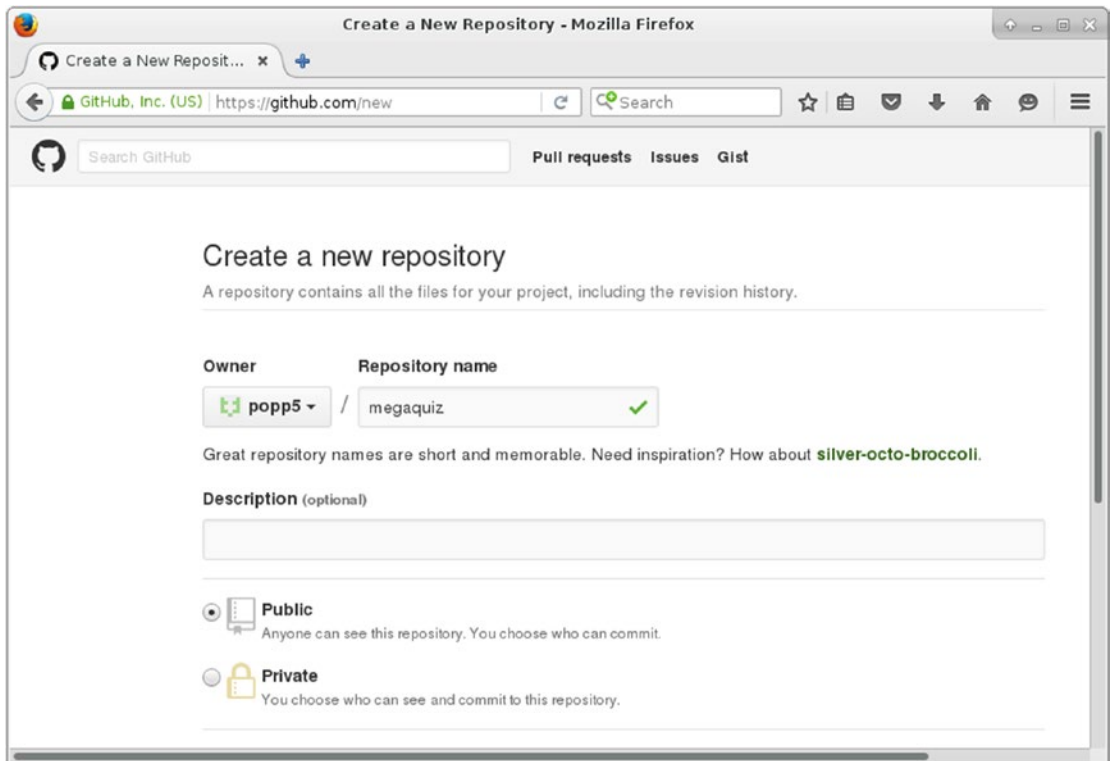 Create a New Repository - Mozilla Firefox
Create a New Reposit...
GitHub, Inc. (US) https://github.com/new Search
Search GitHub Pull requests Issues Gist
Create a new repository
A repository contains all the files for your project, including the revision history.
Owner Repository name
popp5 / megaquiz
Great repository names are short and memorable. Need inspiration? How about silver-octo-broccoli.
Description (optional)
Public
Anyone can see this repository. You choose who can commit.
Private
You choose who can see and commit to this repository.